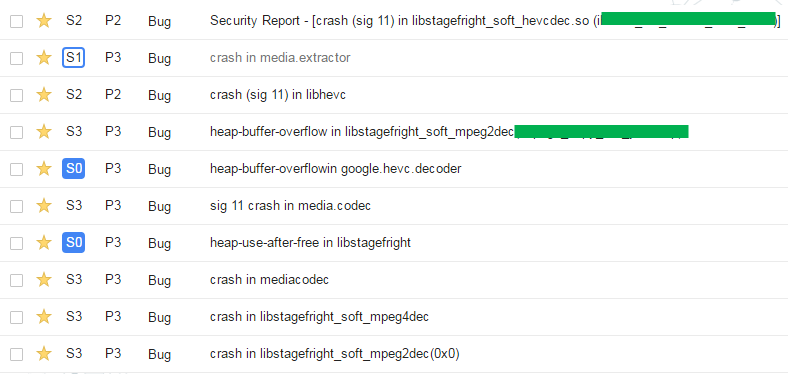 S2 P2 Bug Security Report - [crash (sig 11) in libstagefright_soft_hevcdec.so (i )]
S1 P3 Bug crash in media.extractor
S2 P2 Bug crash (sig 11) in libhevc
S3 P3 Bug heap-buffer-overflow in libstagefright_soft_mpeg2dec
S0 P3 Bug heap-buffer-overflowin google.hevc.decoder
S3 P3 Bug sig 11 crash in media.codec
S0 P3 Bug heap-use-after-free in libstagefright
S3 P3 Bug crash in mediacodec
S3 P3 Bug crash in libstagefright_soft_mpeg4dec
S3 P3 Bug crash in libstagefright_soft_mpeg2dec(0x0)